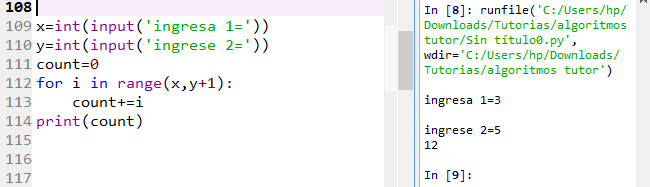 108
109 x=int(input('ingresa 1='))
110 y=int(input('ingrese 2='))
111 count=0
112 for i in range(x,y+1):
113     count+=i
114 print(count)
115
116
117
In [8]: runfile('C:/Users/hp/
Downloads/Tutorias/algoritmos
tutor/Sin título0.py',
wdir='C:/Users/hp/Downloads/
Tutorias/algoritmos tutor')
ingresa 1=3
ingrese 2=5
12
In [9]: